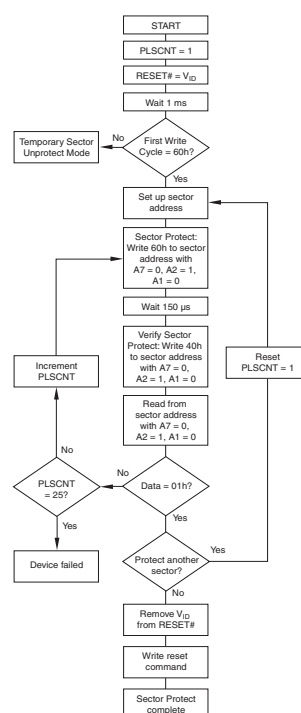 START
PLSCNT = 1
RESET# = VID
Wait 1 ms
First Write
Cycle = 60h?
No
Temporary Sector
Unprotect Mode
Yes
Set up sector
address
Sector Protect:
Write 60h to sector
address with
A7 = 0, A2 = 1,
A1 = 0
Wait 150 µs
Verify Sector
Protect: Write 40h
to sector address
with A7 = 0,
A2 = 1, A1 = 0
Increment
PLSCNT
Reset
PLSCNT = 1
Read from
sector address
with A7 = 0,
A2 = 1, A1 = 0
No
PLSCNT
= 25?
No
Data = 01h?
Yes
Yes
Device failed
Protect another
sector?
Yes
No
Remove VID
from RESET#
Write reset
command
Sector Protect
complete